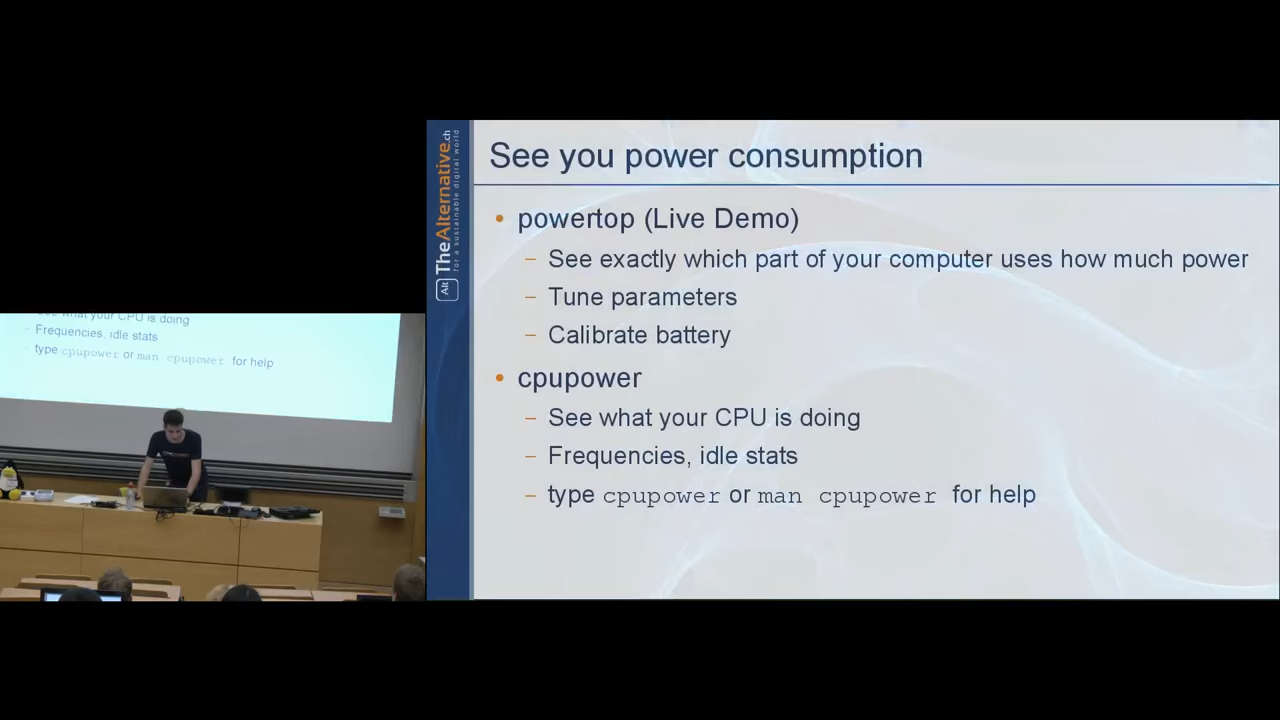 See you power consumption
powertop (Live Demo)
See exactly which part of your computer uses how much power
Tune parameters
Calibrate battery
cpupower
See what your CPU is doing
Frequencies, idle stats
type cpupower or man cpupower for help
TheAlternative.ch
for a sustainable digital world
Alt
See what your CPU is doing
Frequencies, idle stats
type cpupower or man cpupower for help